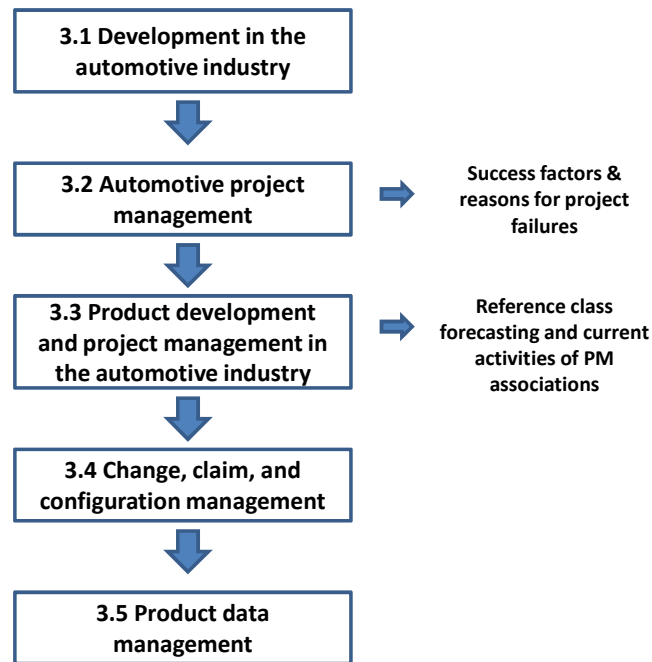 3.1 Development in the
automotive industry
3.2 Automotive project
management
Success factors &
reasons for project
failures
3.3 Product development
and project management in
the automotive industry
Reference class
forecasting and current
activities of PM
associations
3.4 Change, claim, and
configuration management
3.5 Product data
management